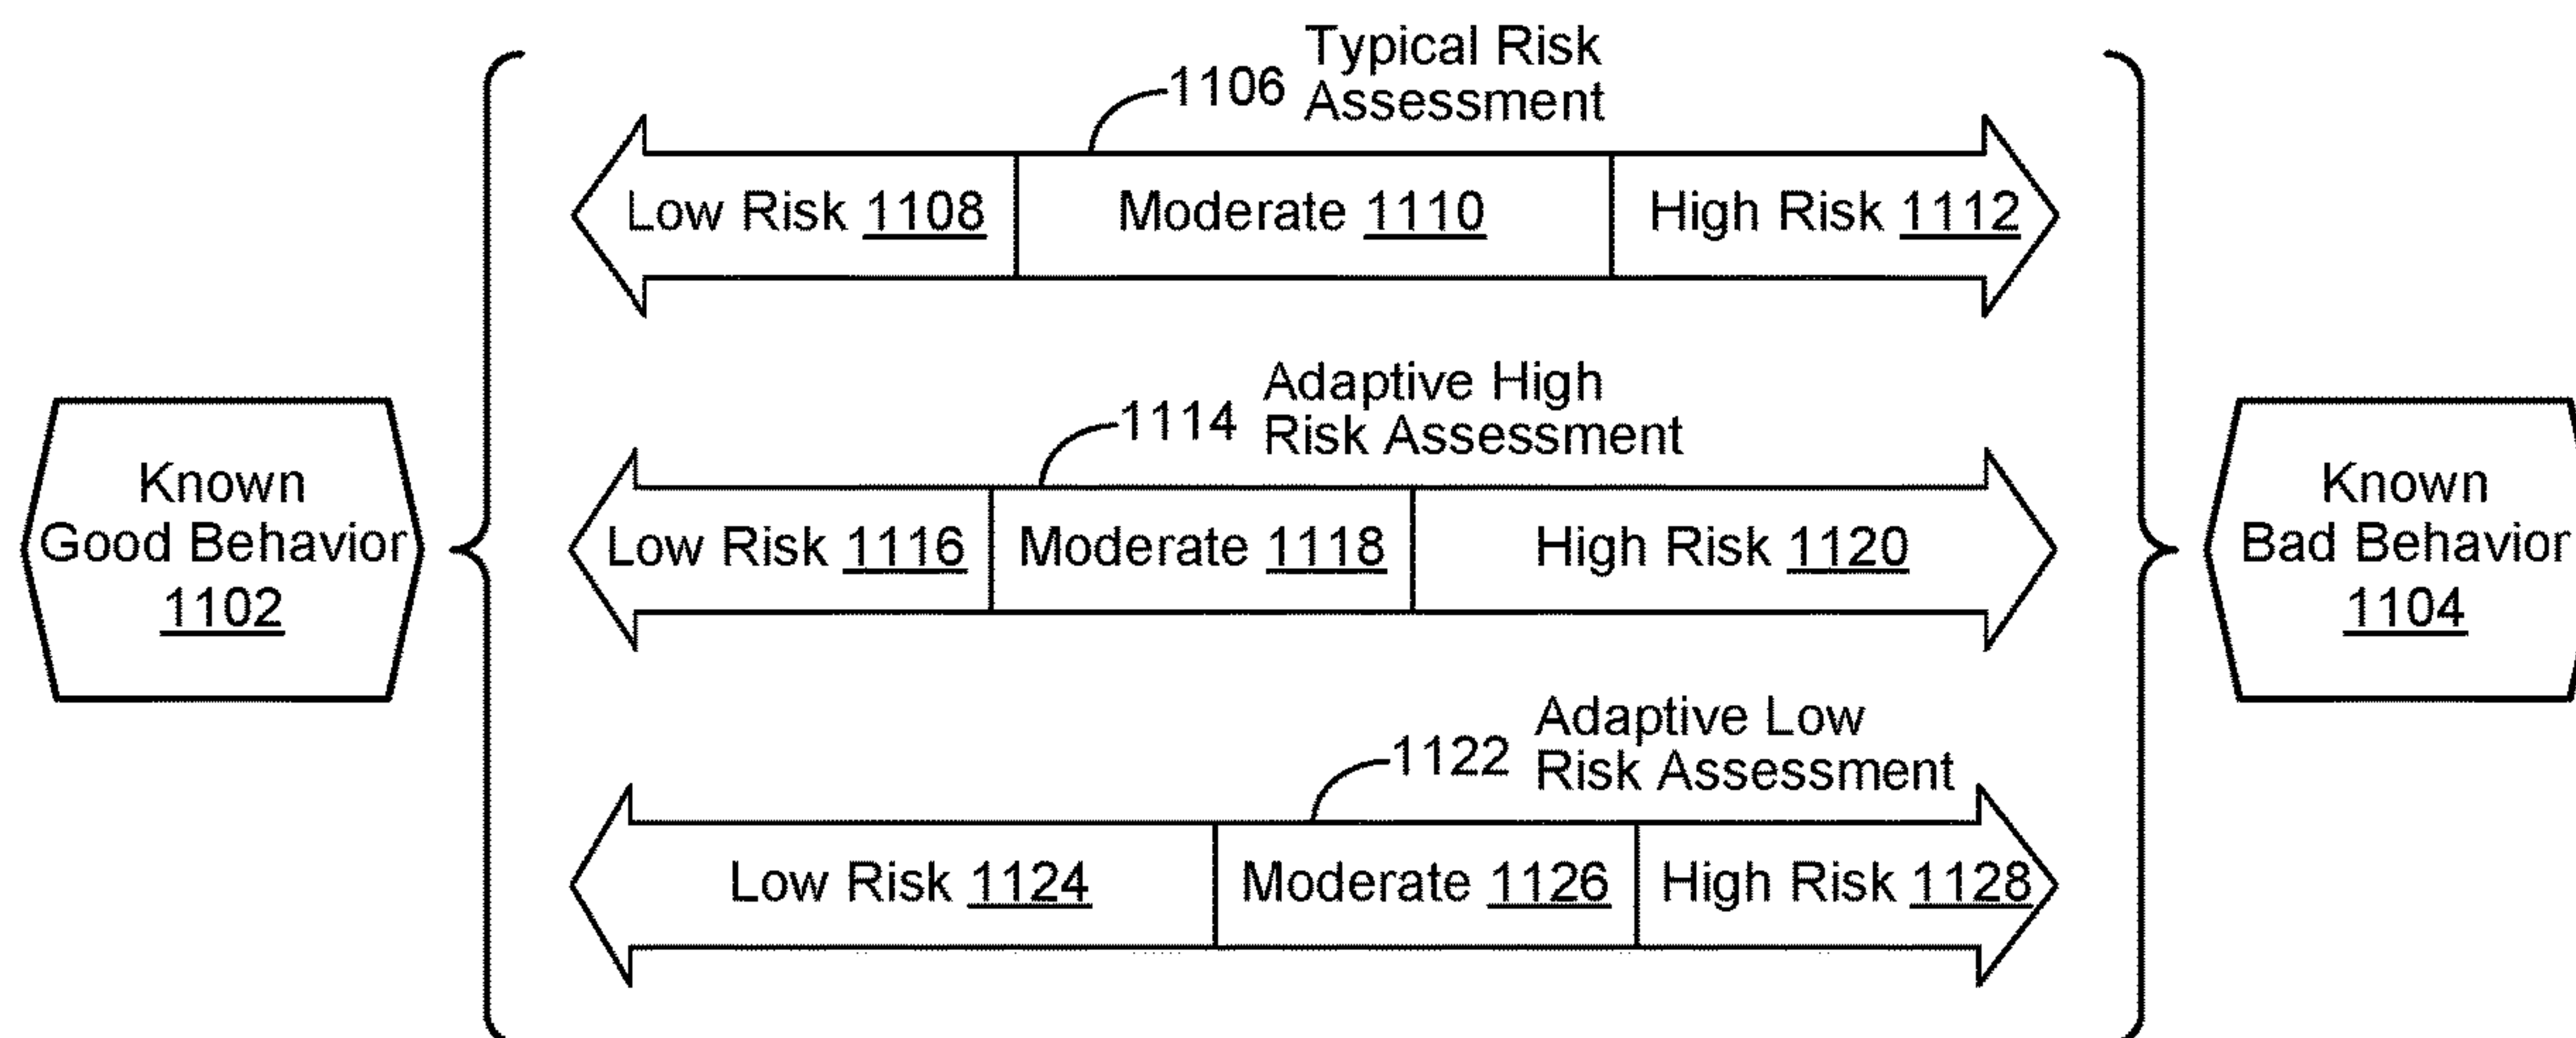 Typical Risk
1106 Assessment
Low Risk 1108 Moderate 1110 High Risk 1112
Adaptive High
1114 Risk Assessment
Known
Good Behavior
1102
Low Risk 1116 Moderate 1118 High Risk 1120
Known
Bad Behavior
1104
Adaptive Low
1122 Risk Assessment
Low Risk 1124 Moderate 1126 High Risk 1128